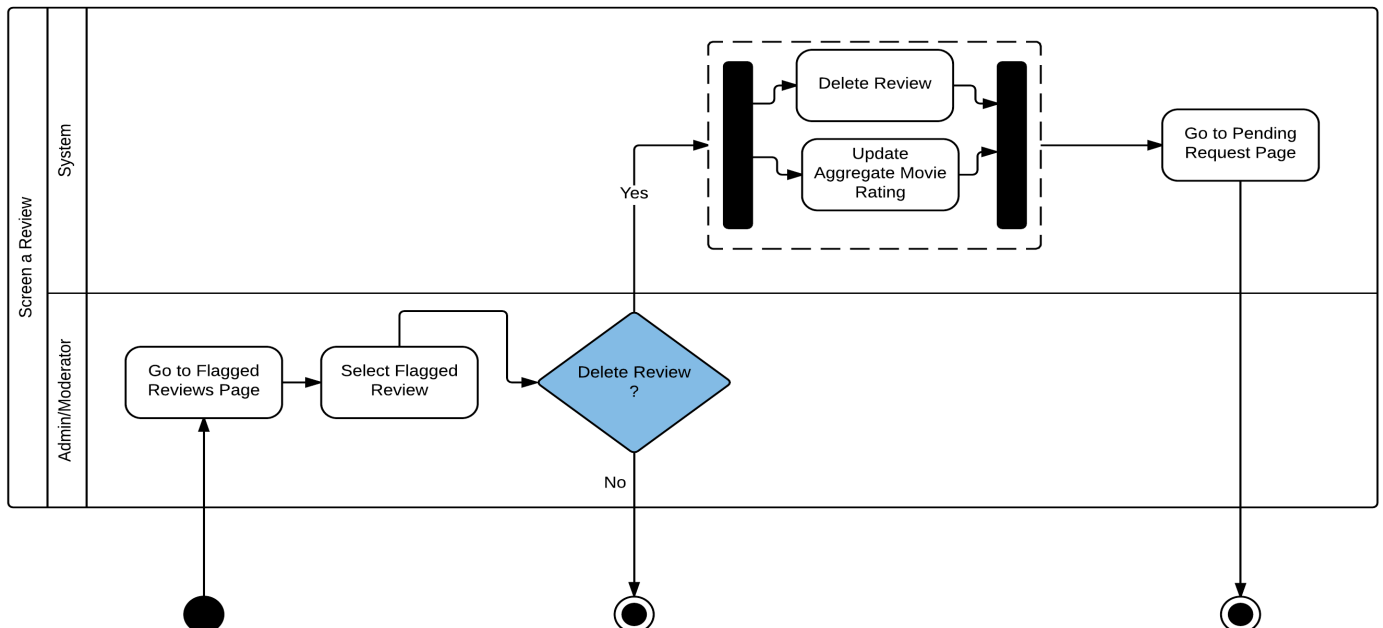 Screen a Review
System
Delete Review
Update
Aggregate Movie
Rating
Go to Pending
Request Page
Yes
Admin/Moderator
Go to Flagged
Reviews Page
Select Flagged
Review
Delete Review
?
No